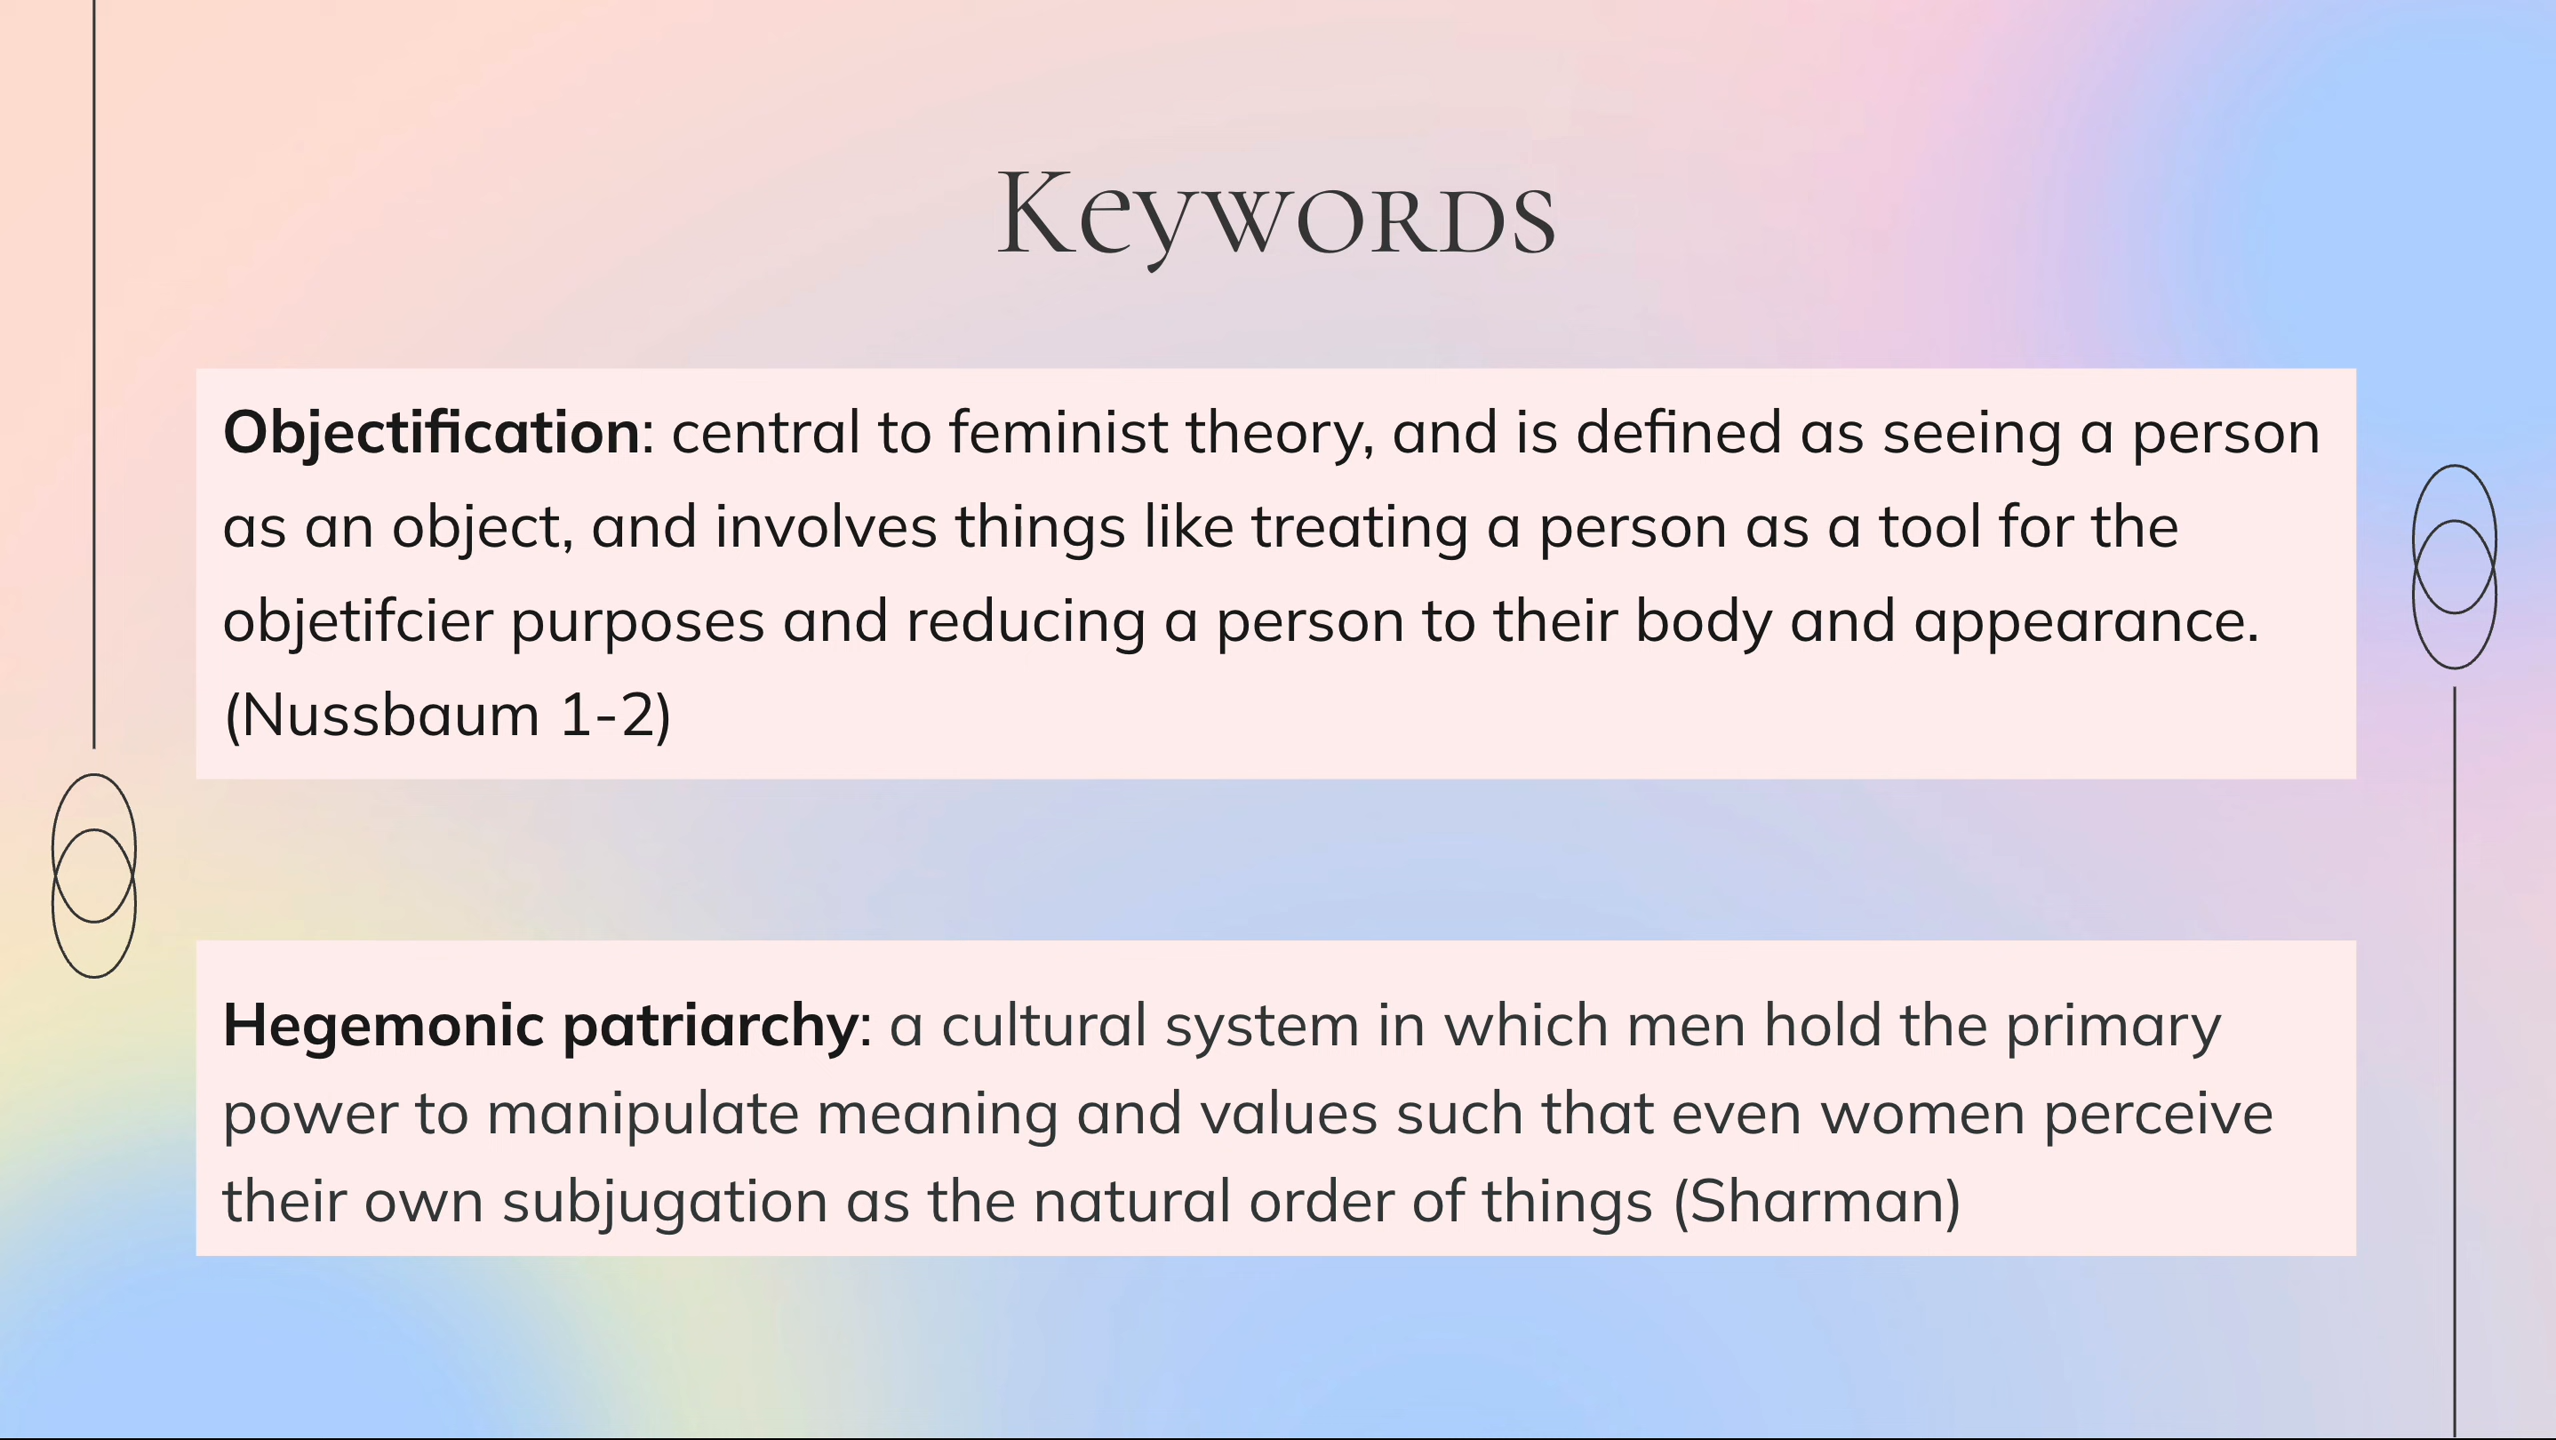 Keywords
Objectification: central to feminist theory, and is defined as seeing a person
as an object, and involves things like treating a person as a tool for the
objetifcier purposes and reducing a person to their body and appearance.
(Nussbaum 1-2)
Hegemonic patriarchy: a cultural system in which men hold the primary
power to manipulate meaning and values such that even women perceive
their own subjugation as the natural order of things (Sharman)